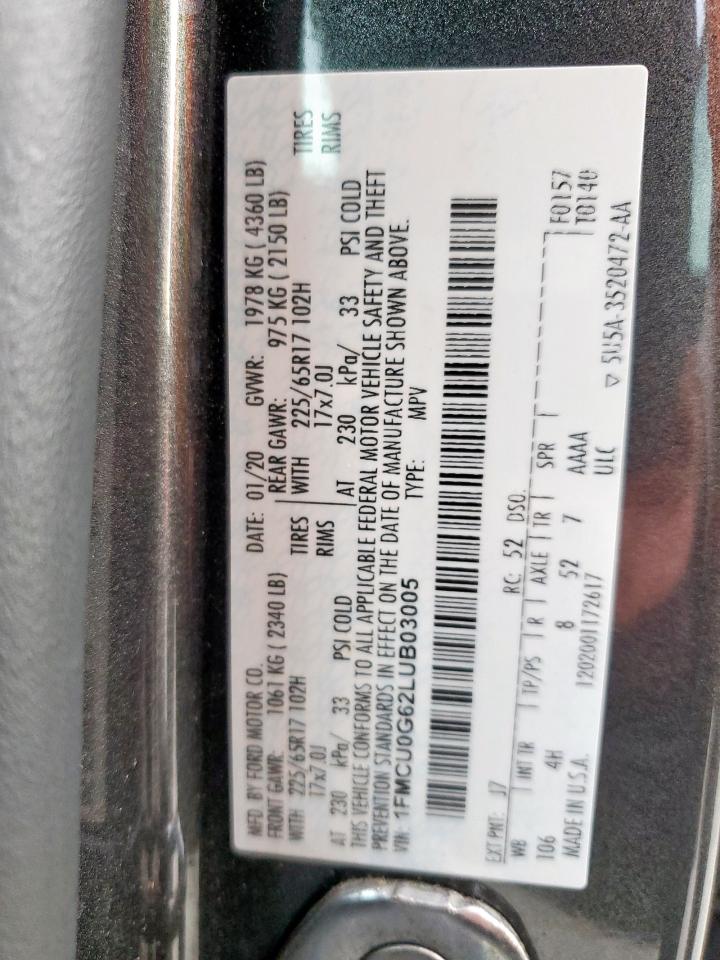 MFD. BY FORD MOTOR CO. DATE: 01/20 GVWR: 1978 KG ( 4360 LB)
FRONT GAWR: 1061 KG ( 2340 LB) REAR GAWR: 975 KG ( 2150 LB)
WITH 225/65R17 102H TIRES WITH 225/65R17 102H TIRES
17x7.0J RIMS 17x7.0J RIMS
AT 230 kPa/ 33 PSI COLD AT 230 kPa/ 33 PSI COLD
THIS VEHICLE CONFORMS TO ALL APPLICABLE FEDERAL MOTOR VEHICLE SAFETY AND THEFT
PREVENTION STANDARDS IN EFFECT ON THE DATE OF MANUFACTURE SHOWN ABOVE.
VIN: 1FMCU0G62LUB03005 TYPE: MPV
EXT PNT: J7 RC: 52 DSO:
WB INT TR TP/PS R AXLE TR SPR F0157
106 4H 8 52 7 AAAA T0140
MADE IN U.S.A. 1202001172617 ULC
5U5A-3520472-AA